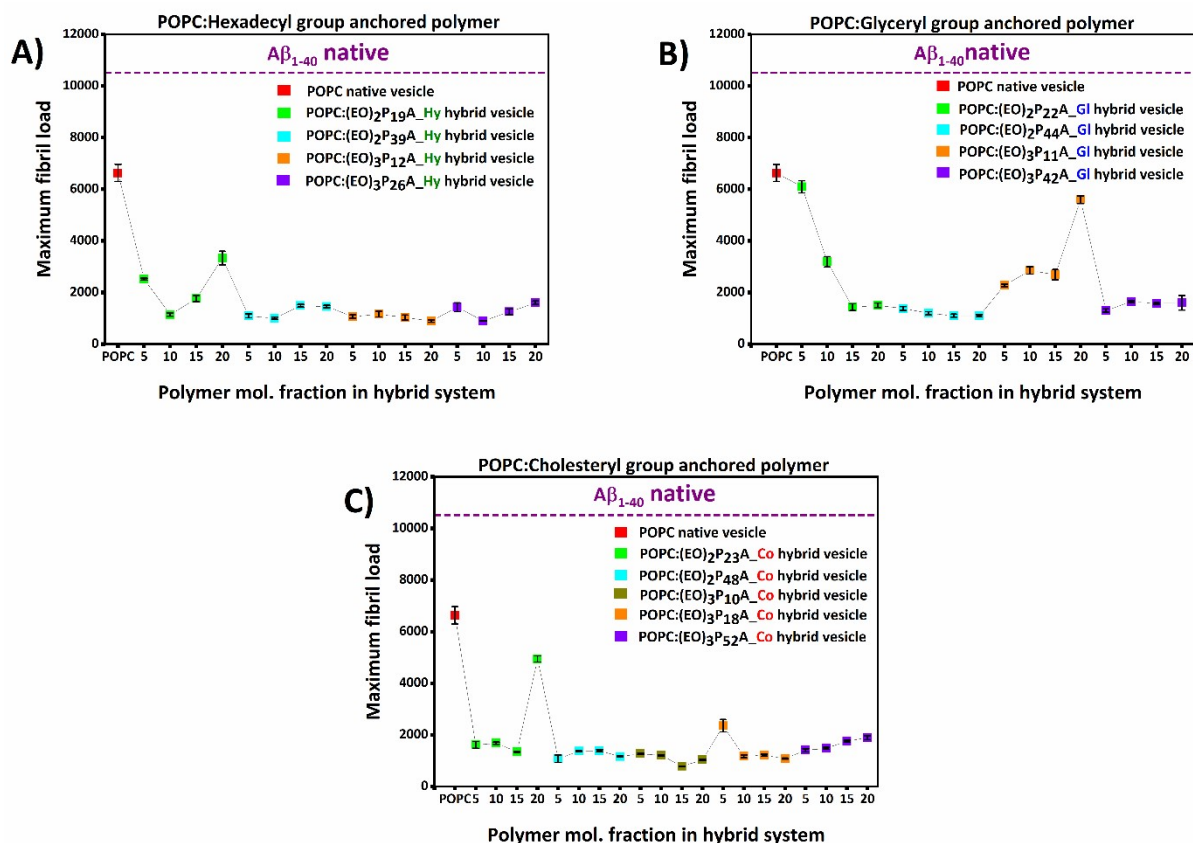 POPC:Hexadecyl group anchored polymer
A)
Maximum fibril load
12000
10000
8000
6000
4000
2000
0
Aβ1-40 native
POPC native vesicle
POPC:(EO)2P19A_Hy hybrid vesicle
POPC:(EO)2P39A_Hy hybrid vesicle
POPC:(EO)3P12A_Hy hybrid vesicle
POPC:(EO)3P26A_Hy hybrid vesicle
POPC 5 10 15 20 5 10 15 20 5 10 15 20 5 10 15 20
Polymer mol. fraction in hybrid system
POPC:Glyceryl group anchored polymer
B)
Maximum fibril load
12000
10000
8000
6000
4000
2000
0
Aβ1-40 native
POPC native vesicle
POPC:(EO)2P22A_Gl hybrid vesicle
POPC:(EO)2P44A_Gl hybrid vesicle
POPC:(EO)3P11A_Gl hybrid vesicle
POPC:(EO)3P42A_Gl hybrid vesicle
POPC 5 10 15 20 5 10 15 20 5 10 15 20 5 10 15 20
Polymer mol. fraction in hybrid system
POPC:Cholesteryl group anchored polymer
C)
Maximum fibril load
12000
10000
8000
6000
4000
2000
0
Aβ1-40 native
POPC native vesicle
POPC:(EO)2P23A_Co hybrid vesicle
POPC:(EO)2P48A_Co hybrid vesicle
POPC:(EO)3P10A_Co hybrid vesicle
POPC:(EO)3P18A_Co hybrid vesicle
POPC:(EO)3P52A_Co hybrid vesicle
POPC 5 10 15 20 5 10 15 20 5 10 15 20 5 10 15 20 5 10 15 20
Polymer mol. fraction in hybrid system